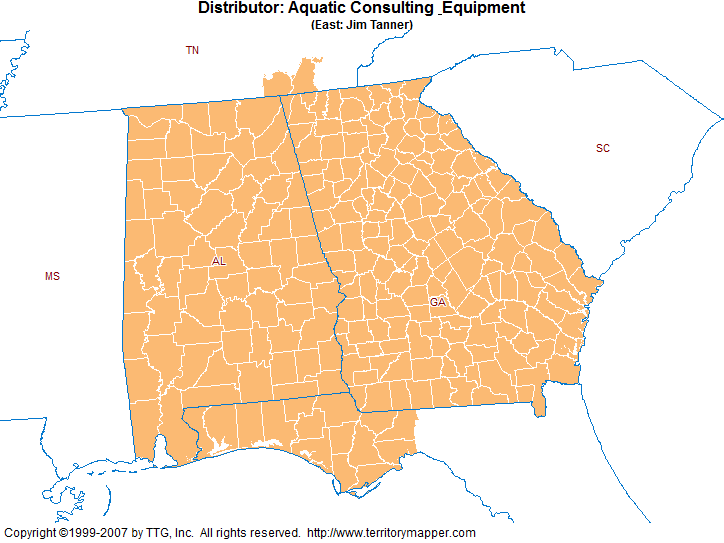 Distributor: Aquatic Consulting _Equipment
(East: Jim Tanner)
TN
SC
AL
MS
GA
Copyright ©1999-2007 by TTG, Inc. All rights reserved. http://www.territorymapper.com